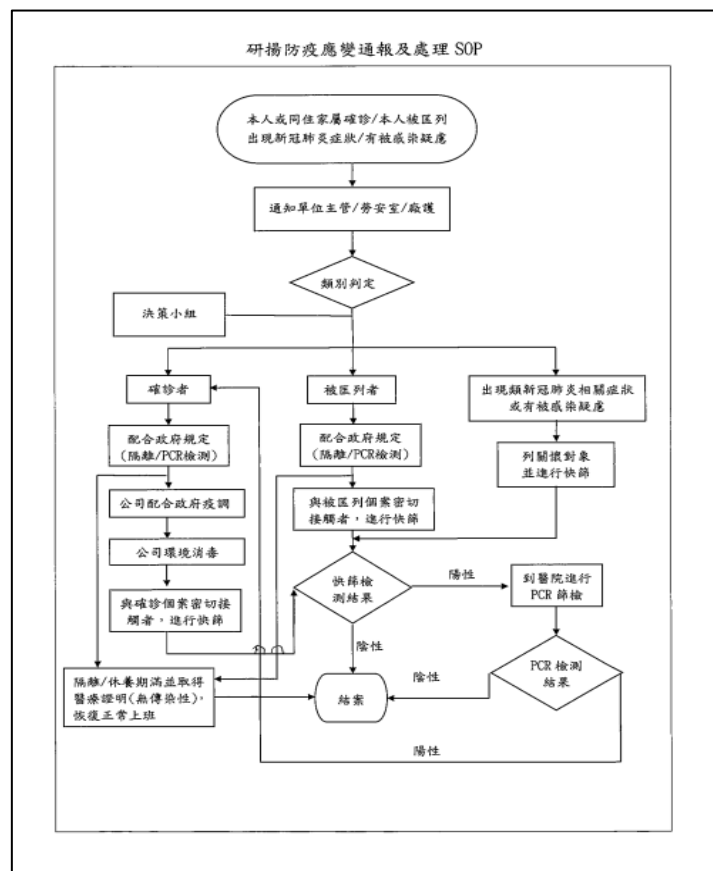 研揚防疫應變通報及處理 SOP
本人或同住家屬確診/本人被匡列
出現新冠肺炎症狀/有被感染疑慮
通知單位主管/勞安室/廠護
類別判定
決策小組
確診者
被匡列者
出現類新冠肺炎相關症狀
或有被感染疑慮
配合政府規定
(隔離/PCR檢測)
配合政府規定
(隔離/PCR檢測)
列關懷對象
並進行快篩
公司配合政府疫調
與被匡列個案密切
接觸者，進行快篩
公司環境消毒
快篩檢
測結果
陽性
到醫院進行
PCR 篩檢
與確診個案密切接
觸者，進行快篩
陰性
隔離/休養期滿並取得
醫療證明(無傳染性)，
恢復正常上班
結案
陰性
PCR 檢測
結果
陽性